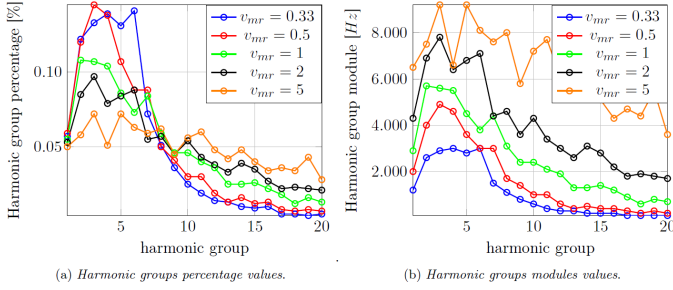 Harmonic group percentage [%]
0.10
0.05
5
10
15
20
harmonic group
v_mr = 0.33
v_mr = 0.5
v_mr = 1
v_mr = 2
v_mr = 5
(a) Harmonic groups percentage values.
Harmonic group module [Hz]
8.000
6.000
4.000
2.000
5
10
15
20
harmonic group
v_mr = 0.33
v_mr = 0.5
v_mr = 1
v_mr = 2
v_mr = 5
.
(b) Harmonic groups modules values.